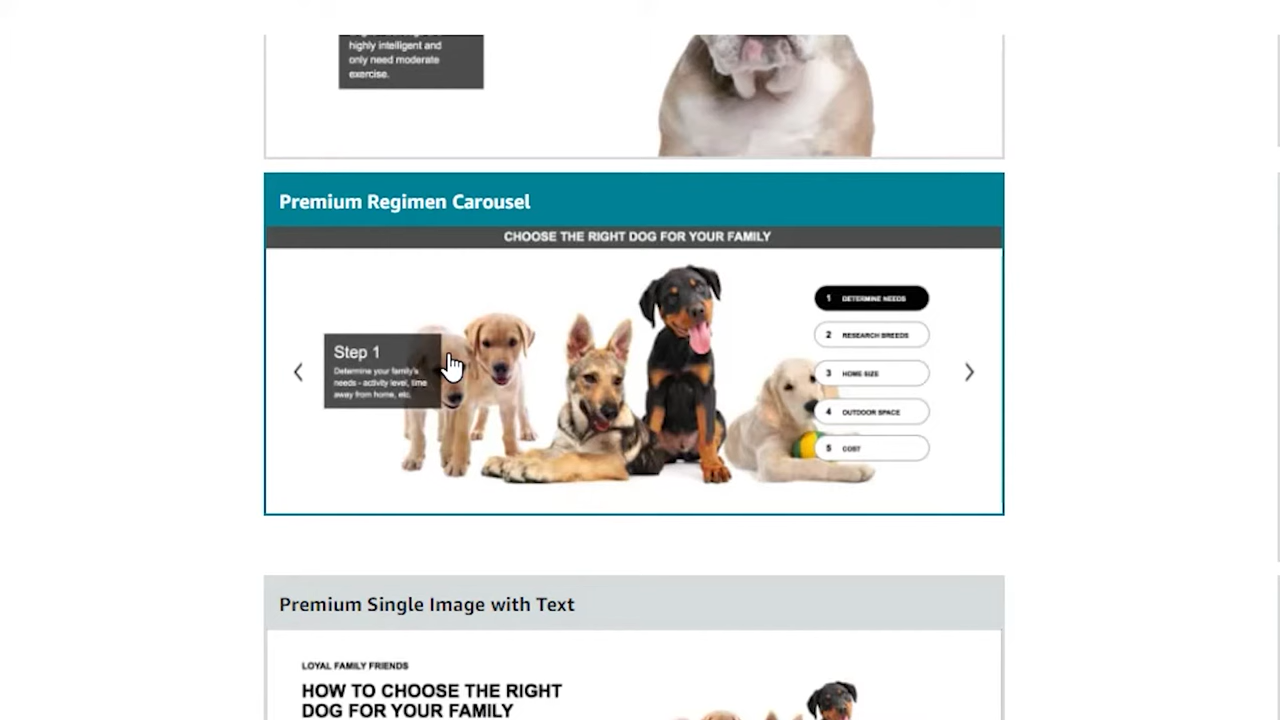 highly intelligent and
only need moderate
exercise.
Premium Regimen Carousel
CHOOSE THE RIGHT DOG FOR YOUR FAMILY
Step 1
Determine your family's
needs - activity level, time
away from home, etc.
1 DETERMINE NEEDS
2 RESEARCH BREEDS
3 HOME SIZE
4 OUTDOOR SPACE
5 COST
Premium Single Image with Text
LOYAL FAMILY FRIENDS
HOW TO CHOOSE THE RIGHT
DOG FOR YOUR FAMILY